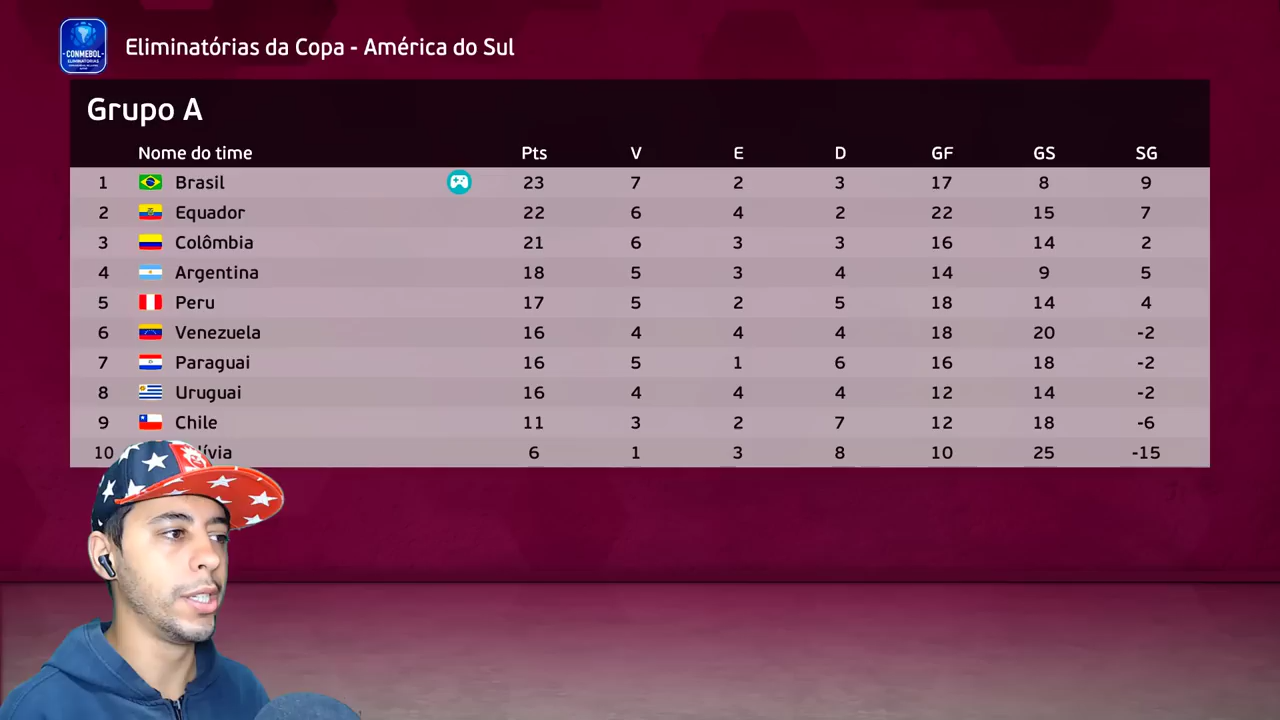 CONMEBOL
ELIMINATORIAS
Eliminatórias da Copa - América do Sul
Grupo A
Nome do time Pts V E D GF GS SG
1 Brasil 23 7 2 3 17 8 9
2 Equador 22 6 4 2 22 15 7
3 Colômbia 21 6 3 3 16 14 2
4 Argentina 18 5 3 4 14 9 5
5 Peru 17 5 2 5 18 14 4
6 Venezuela 16 4 4 4 18 20 -2
7 Paraguai 16 5 1 6 16 18 -2
8 Uruguai 16 4 4 4 12 14 -2
9 Chile 11 3 2 7 12 18 -6
10 lívia 6 1 3 8 10 25 -15